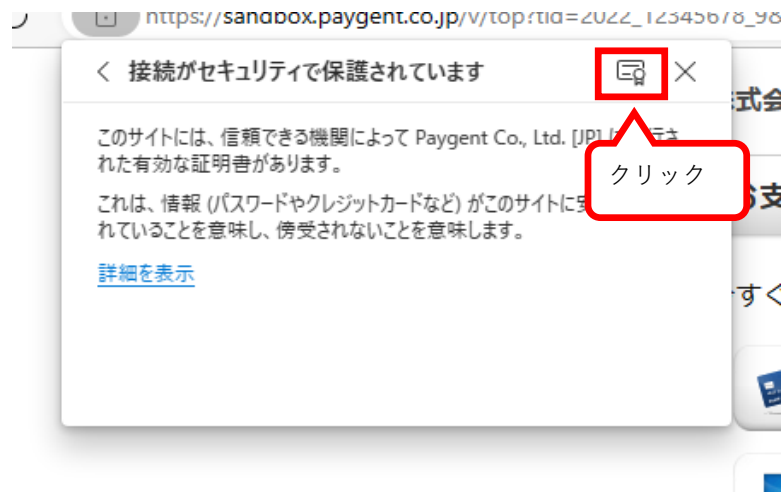 https://sandbox.paygent.co.jp/v/top?tid=2022_12345678_9&
接続がセキュリティで保護されています
式会
このサイトには、信頼できる機関によって Paygent Co., Ltd. [JP]
れた有効な証明書があります。
クリック
これは、情報 (パスワードやクレジットカードなど) がこのサイトに
れていることを意味し、傍受されないことを意味します。
詳細を表示
すぐ